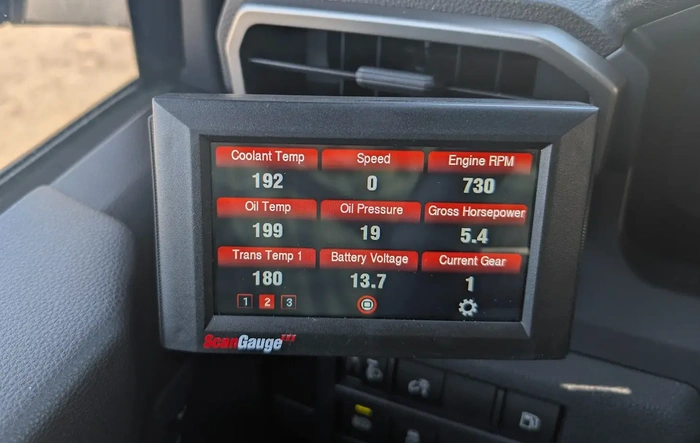 Coolant Temp Speed Engine RPM
192 0 730
Oil Temp Oil Pressure Gross Horsepower
199 19 5.4
Trans Temp 1 Battery Voltage Current Gear
180 13.7 1
1 2 3
ScanGauge III